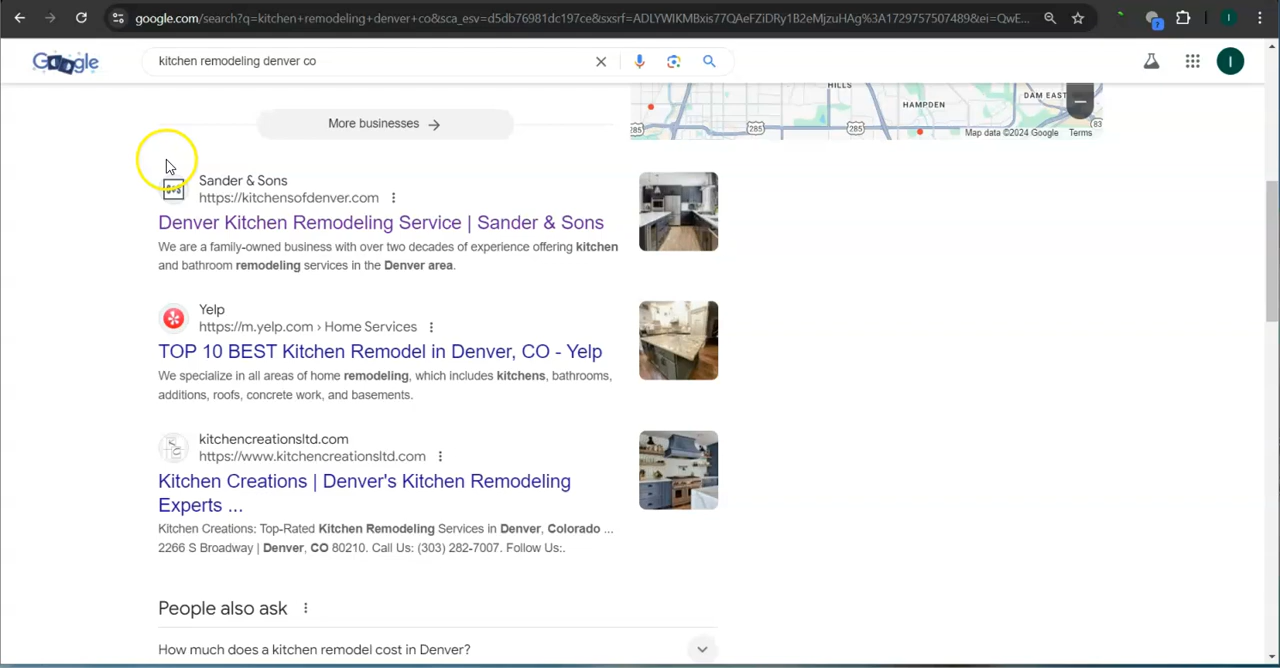 google.com/search?q=kitchen+remodeling+denver+co&sca_esv=d5db76981dc197ce&sxsrf=ADLYWIKMBxis77QAeFZiDRy1B2eMjzuHAg%3A1729757507489&ei=QwE...
Google
kitchen remodeling denver co
I
More businesses
HILLS
HAMPDEN
DAM EAST
285
285
285
83
Map data ©2024 Google
Terms
Sander & Sons
https://kitchensofdenver.com
Denver Kitchen Remodeling Service | Sander & Sons
We are a family-owned business with over two decades of experience offering kitchen
and bathroom remodeling services in the Denver area.
Yelp
https://m.yelp.com › Home Services
TOP 10 BEST Kitchen Remodel in Denver, CO - Yelp
We specialize in all areas of home remodeling, which includes kitchens, bathrooms,
additions, roofs, concrete work, and basements.
kitchencreationsltd.com
https://www.kitchencreationsltd.com
Kitchen Creations | Denver's Kitchen Remodeling
Experts ...
Kitchen Creations: Top-Rated Kitchen Remodeling Services in Denver, Colorado ...
2266 S Broadway | Denver, CO 80210. Call Us: (303) 282-7007. Follow Us:.
People also ask
How much does a kitchen remodel cost in Denver?